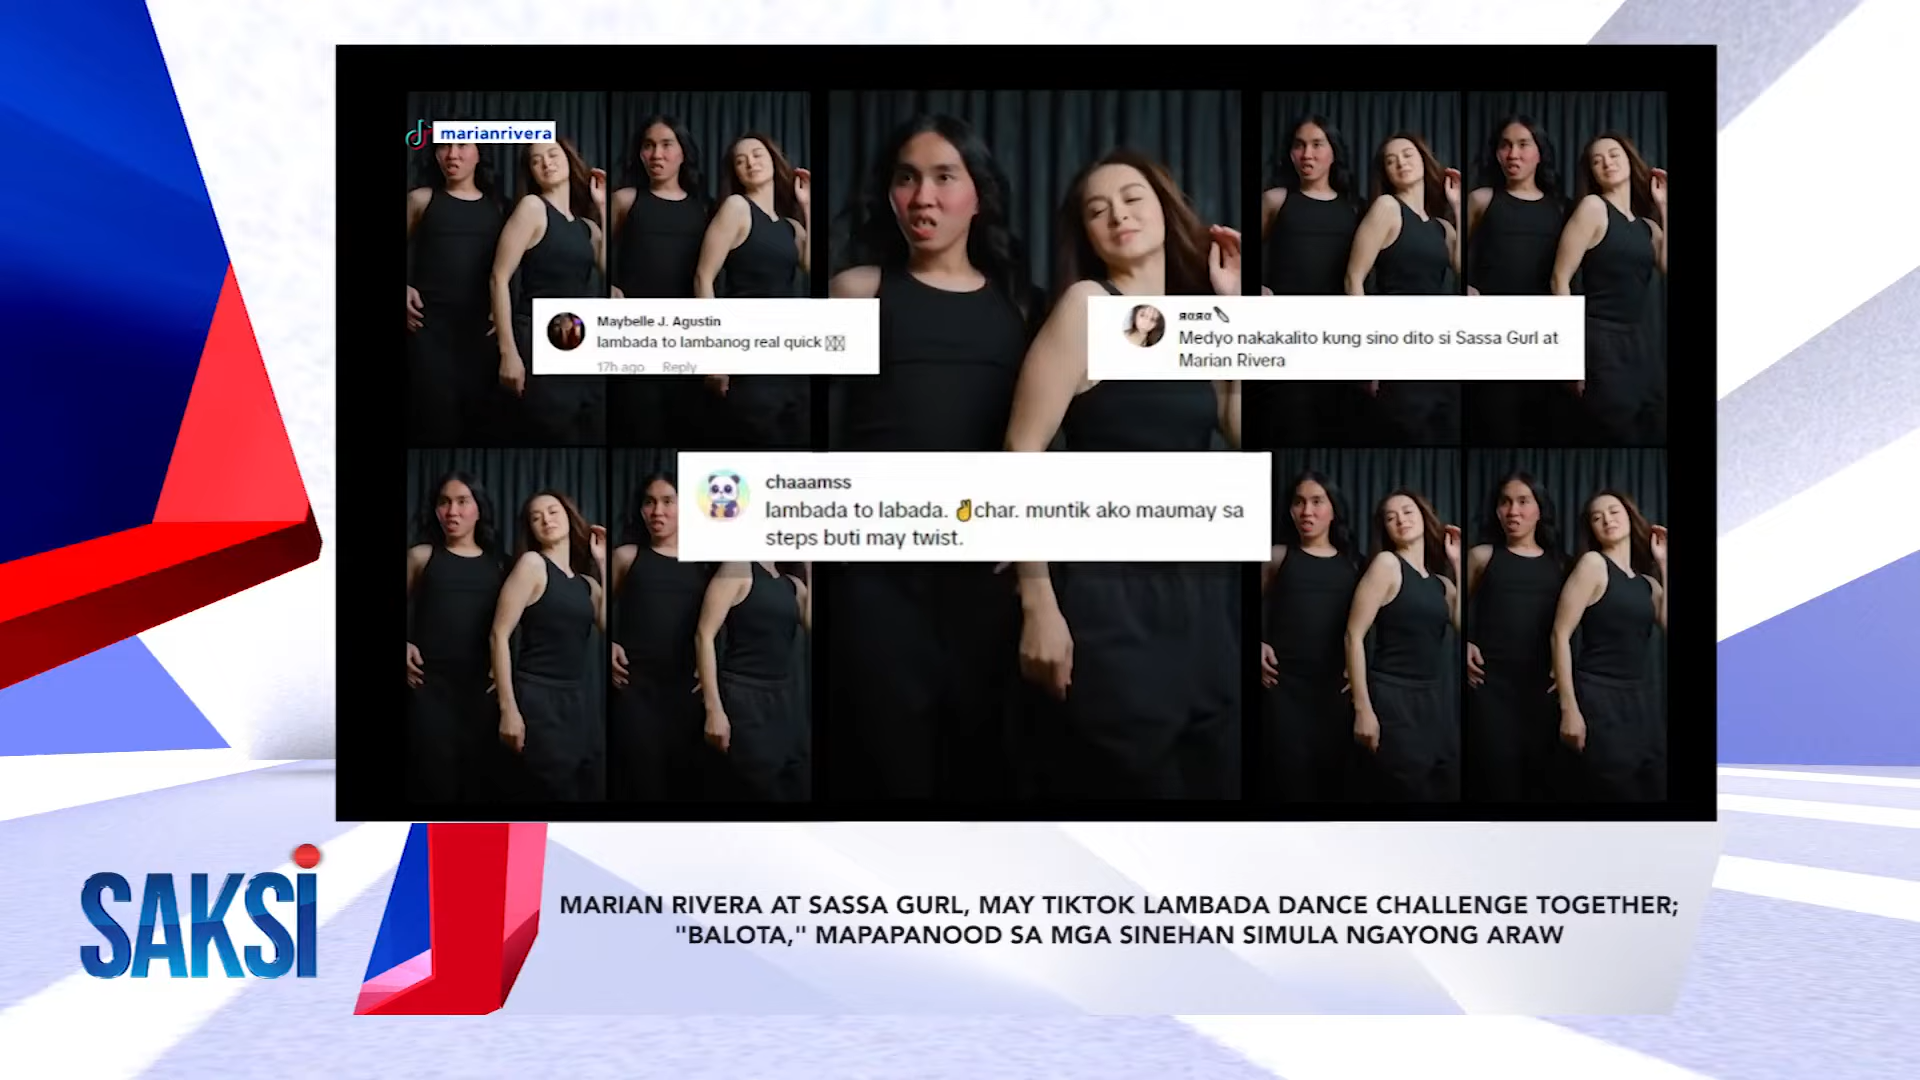 marianrivera
Maybelle J. Agustin
lambada to lambanog real quick
17h ago Reply
яαяα
Medyo nakakalito kung sino dito si Sassa Gurl at
Marian Rivera
chaaamss
lambada to labada. ✌char. muntik ako maumay sa
steps buti may twist.
SAKSI
MARIAN RIVERA AT SASSA GURL, MAY TIKTOK LAMBADA DANCE CHALLENGE TOGETHER;
"BALOTA," MAPAPANOOD SA MGA SINEHAN SIMULA NGAYONG ARAW